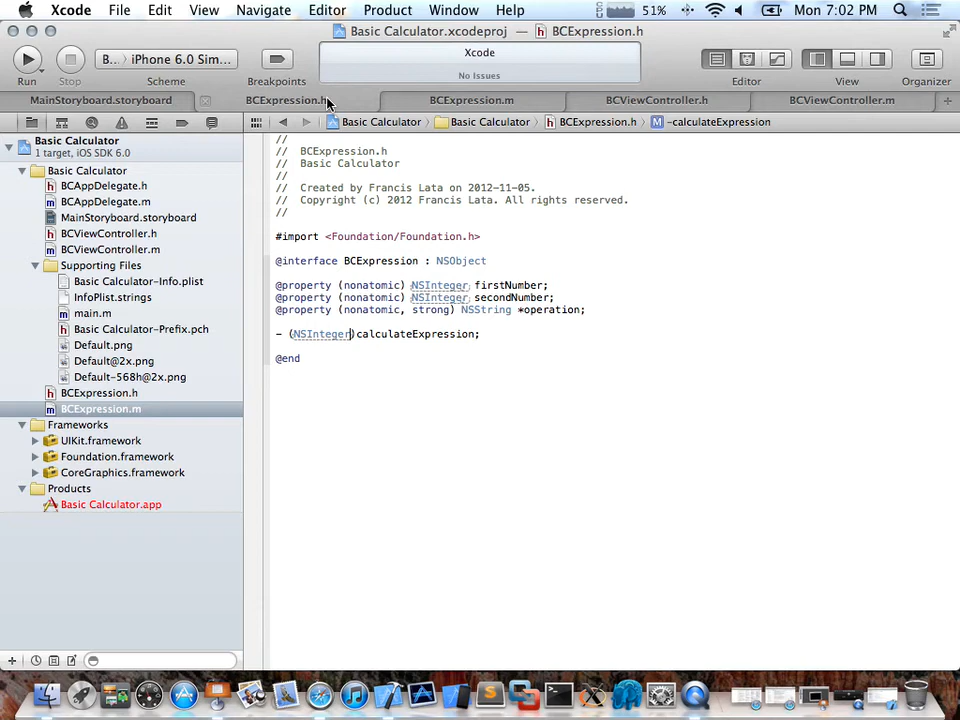 Xcode File Edit View Navigate Editor Product Window Help 51% Mon 7:02 PM
Basic Calculator.xcodeproj — BCExpression.h
B... iPhone 6.0 Sim...
Xcode
No Issues
Run Stop Scheme Breakpoints Editor View Organizer
MainStoryboard.storyboard BCExpression.h BCExpression.m BCViewController.h BCViewController.m
Basic Calculator Basic Calculator BCExpression.h M -calculateExpression
Basic Calculator
1 target, iOS SDK 6.0
Basic Calculator
BCAppDelegate.h
BCAppDelegate.m
MainStoryboard.storyboard
BCViewController.h
BCViewController.m
Supporting Files
Basic Calculator-Info.plist
InfoPlist.strings
main.m
Basic Calculator-Prefix.pch
Default.png
Default@2x.png
Default-568h@2x.png
BCExpression.h
BCExpression.m
Frameworks
UIKit.framework
Foundation.framework
CoreGraphics.framework
Products
Basic Calculator.app
//
// BCExpression.h
// Basic Calculator
//
// Created by Francis Lata on 2012-11-05.
// Copyright (c) 2012 Francis Lata. All rights reserved.
//
#import <Foundation/Foundation.h>
@interface BCExpression : NSObject
@property (nonatomic) NSInteger firstNumber;
@property (nonatomic) NSInteger secondNumber;
@property (nonatomic, strong) NSString *operation;
- (NSInteger)calculateExpression;
@end